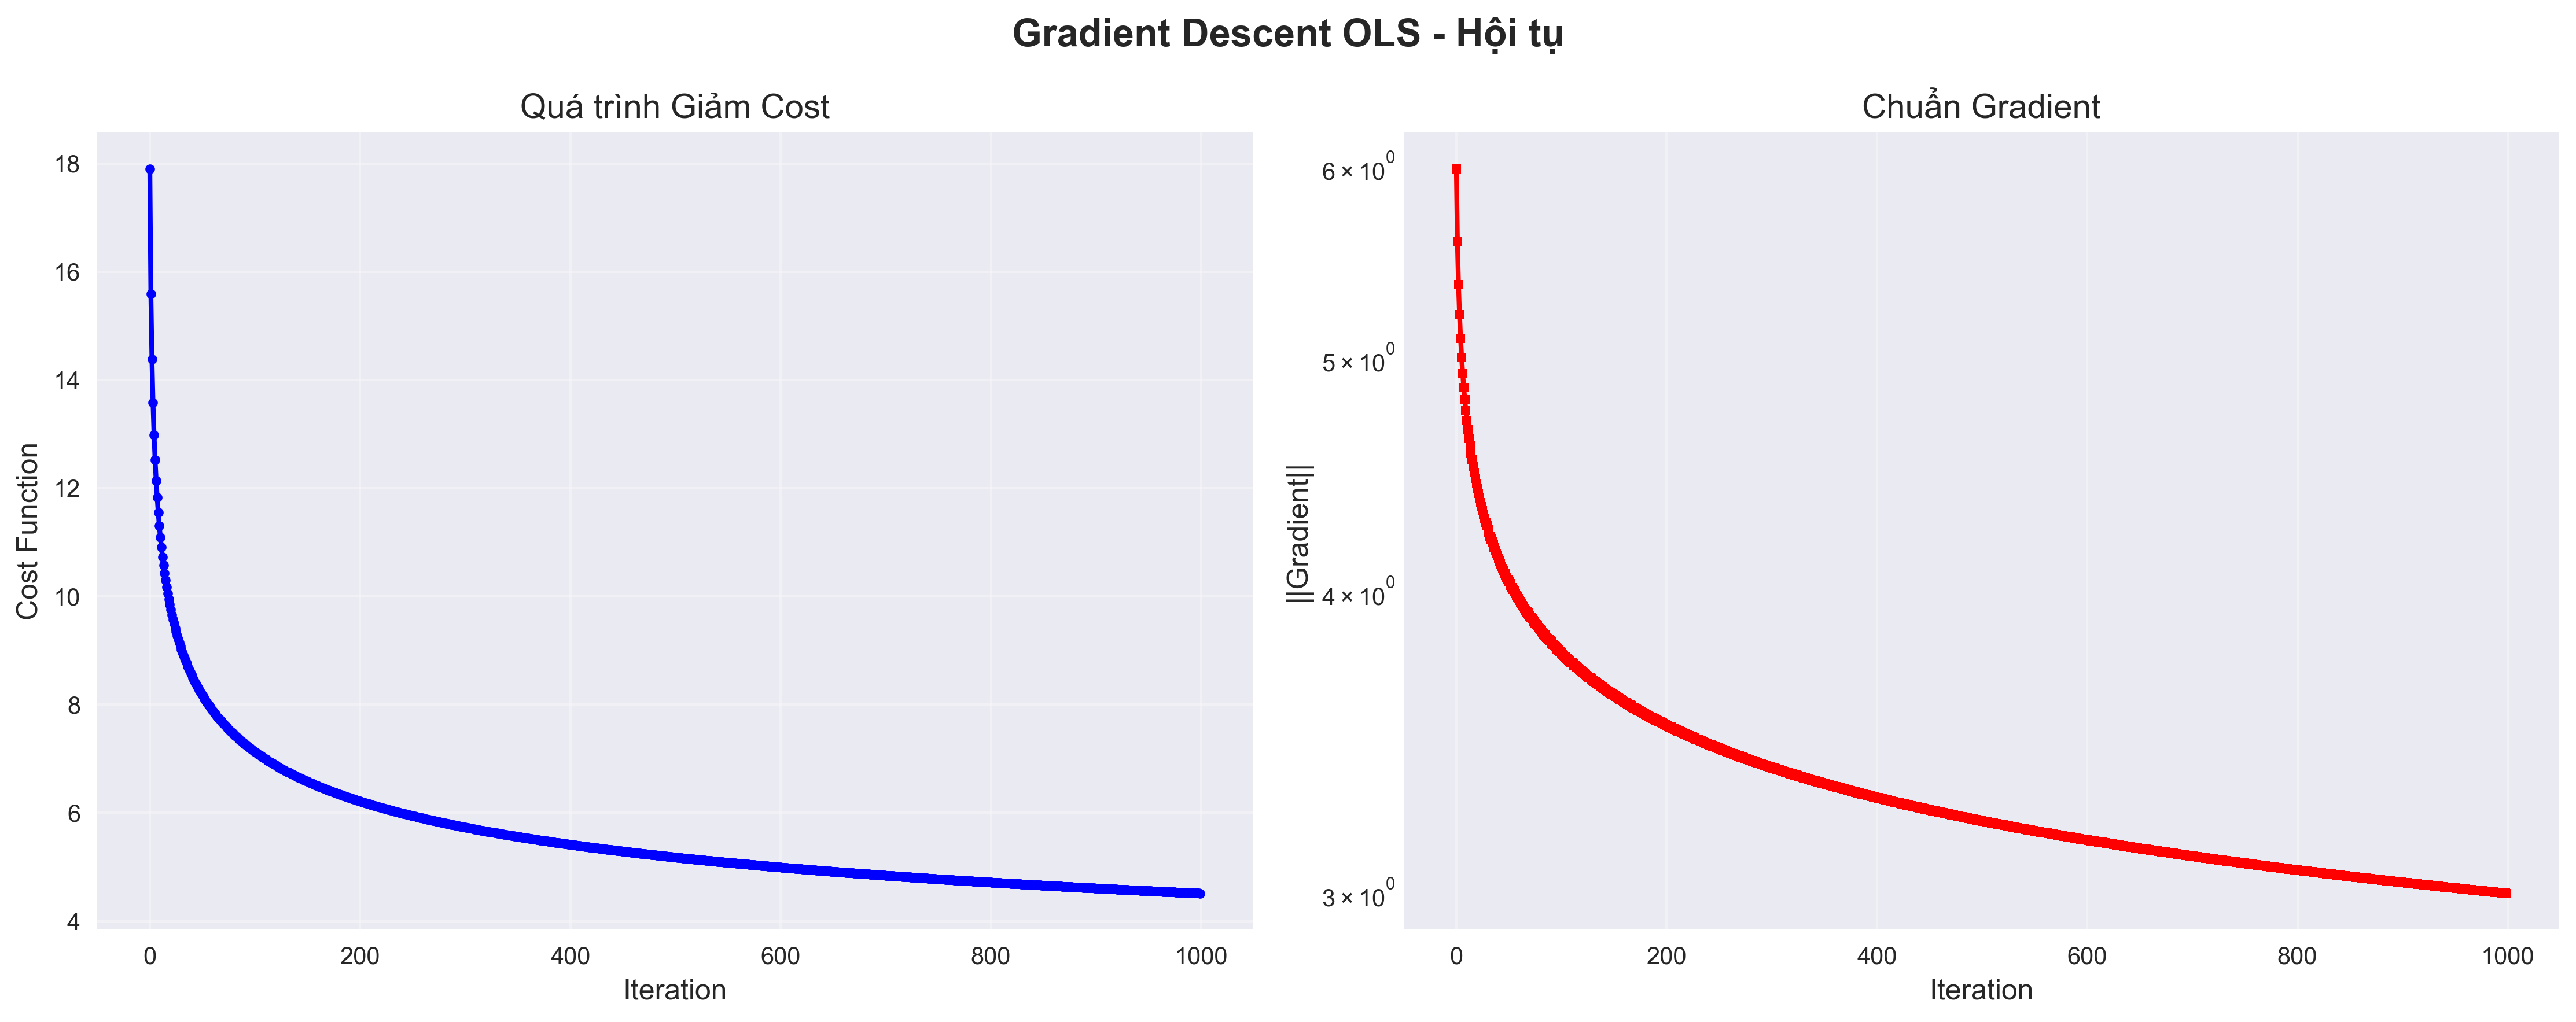 Gradient Descent OLS - Hội tụ
Quá trình Giảm Cost
Cost Function
18
16
14
12
10
8
6
4
0 200 400 600 800 1000
Iteration
Chuẩn Gradient
||Gradient||
6 × 10⁰
5 × 10⁰
4 × 10⁰
3 × 10⁰
0 200 400 600 800 1000
Iteration